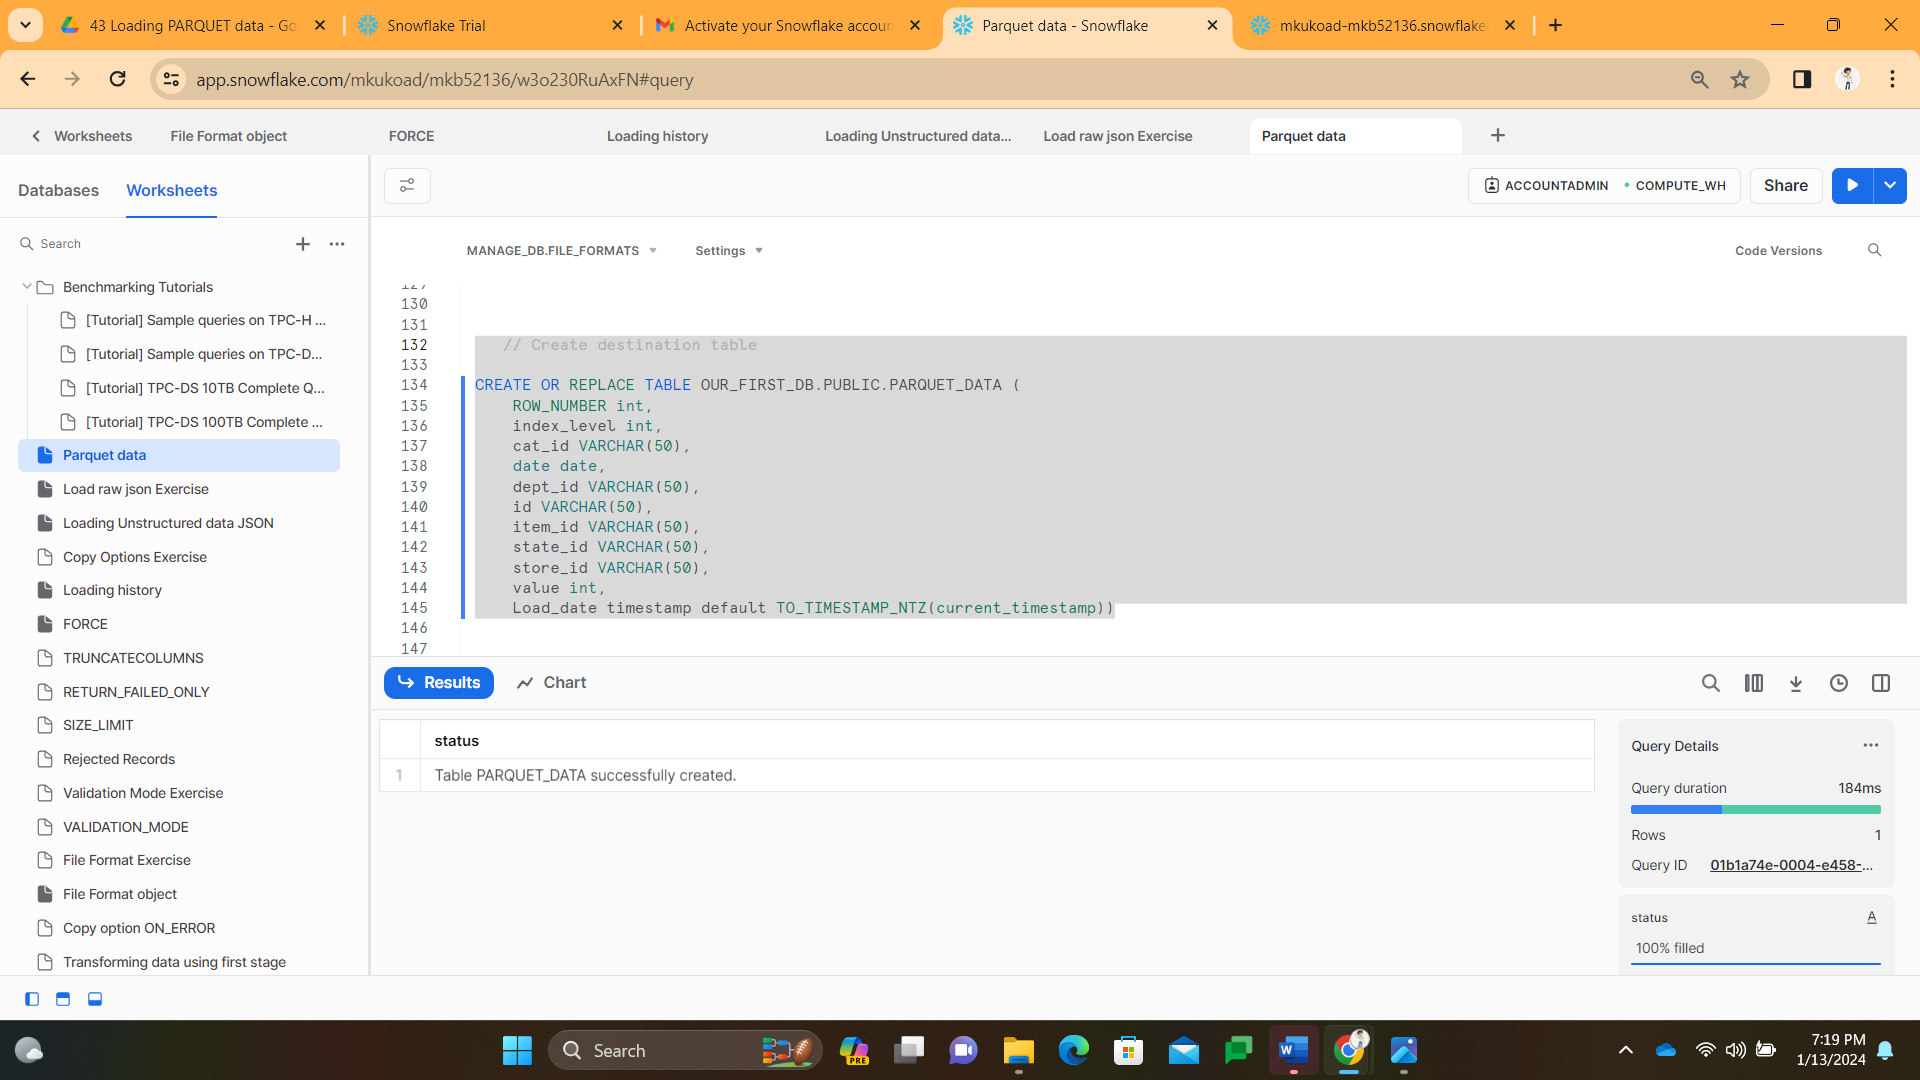 43 Loading PARQUET data - Go
Snowflake Trial
Activate your Snowflake accoun
Parquet data - Snowflake
mkukoad-mkb52136.snowflake
app.snowflake.com/mkukoad/mkb52136/w3o230RuAxFN#query
Worksheets
File Format object
FORCE
Loading history
Loading Unstructured data...
Load raw json Exercise
Parquet data
Databases
Worksheets
ACCOUNTADMIN
COMPUTE_WH
Share
Search
MANAGE_DB.FILE_FORMATS
Settings
Code Versions
Benchmarking Tutorials
[Tutorial] Sample queries on TPC-H ...
[Tutorial] Sample queries on TPC-D...
[Tutorial] TPC-DS 10TB Complete Q...
[Tutorial] TPC-DS 100TB Complete ...
Parquet data
Load raw json Exercise
Loading Unstructured data JSON
Copy Options Exercise
Loading history
FORCE
TRUNCATECOLUMNS
RETURN_FAILED_ONLY
SIZE_LIMIT
Rejected Records
Validation Mode Exercise
VALIDATION_MODE
File Format Exercise
File Format object
Copy option ON_ERROR
Transforming data using first stage
129
130
131
132 // Create destination table
133
134 CREATE OR REPLACE TABLE OUR_FIRST_DB.PUBLIC.PARQUET_DATA (
135 ROW_NUMBER int,
136 index_level int,
137 cat_id VARCHAR(50),
138 date date,
139 dept_id VARCHAR(50),
140 id VARCHAR(50),
141 item_id VARCHAR(50),
142 state_id VARCHAR(50),
143 store_id VARCHAR(50),
144 value int,
145 Load_date timestamp default TO_TIMESTAMP_NTZ(current_timestamp))
146
147
Results
Chart
status
1 Table PARQUET_DATA successfully created.
Query Details
Query duration 184ms
Rows 1
Query ID 01b1a74e-0004-e458-...
status A
100% filled
Search
PRE
7:19 PM
1/13/2024